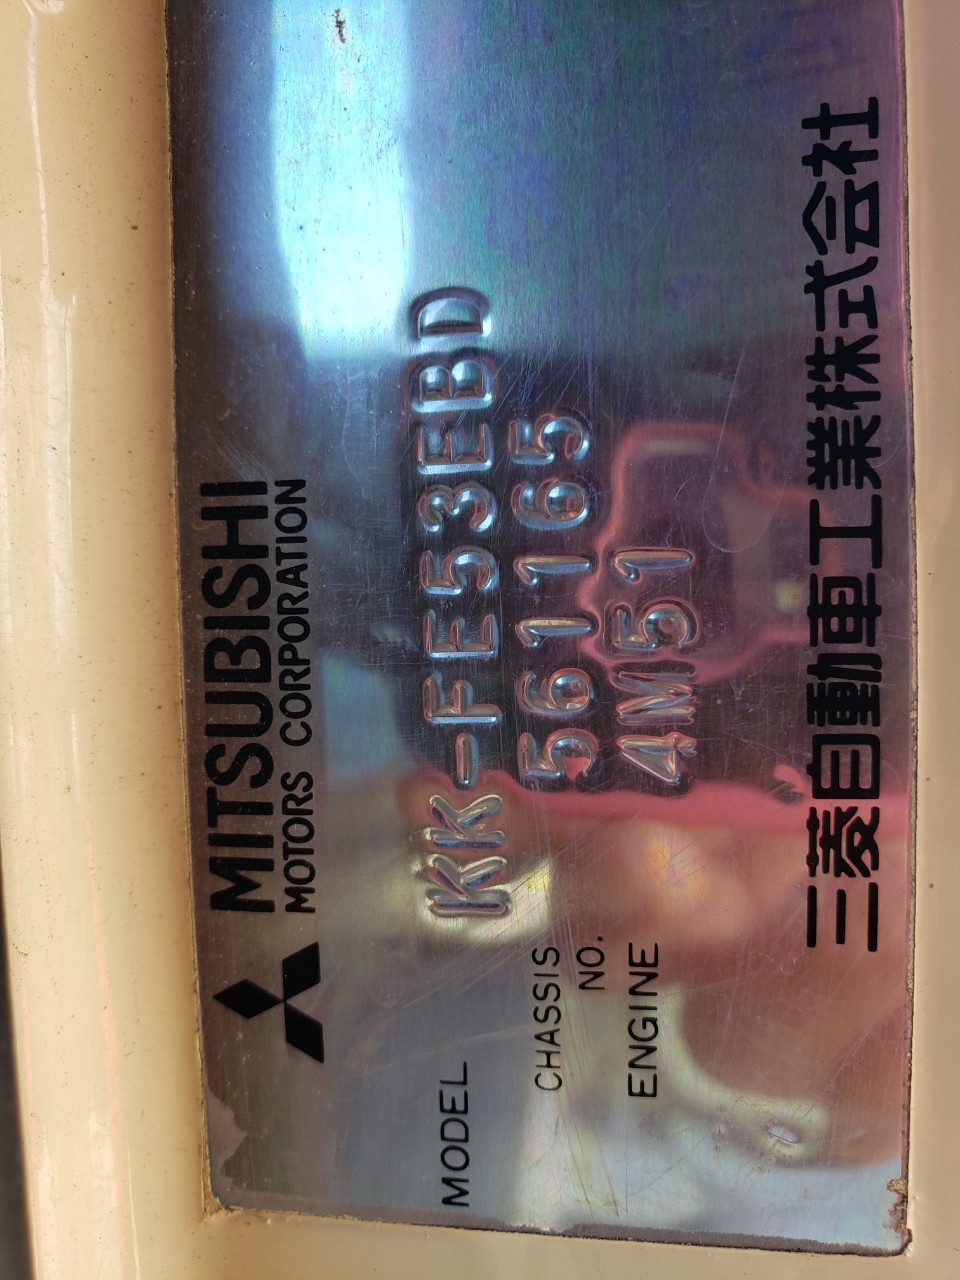 MITSUBISHI
MOTORS CORPORATION
MODEL KK-FE53EBD
CHASSIS NO. 561165
ENGINE 4M51
三菱自動車工業株式会社